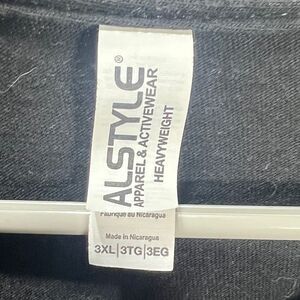 ALSTYLE®
APPAREL & ACTIVEWEAR
HEAVYWEIGHT
Fabriqué au Nicaragua
Made in Nicaragua
3XL|3TG|3EG